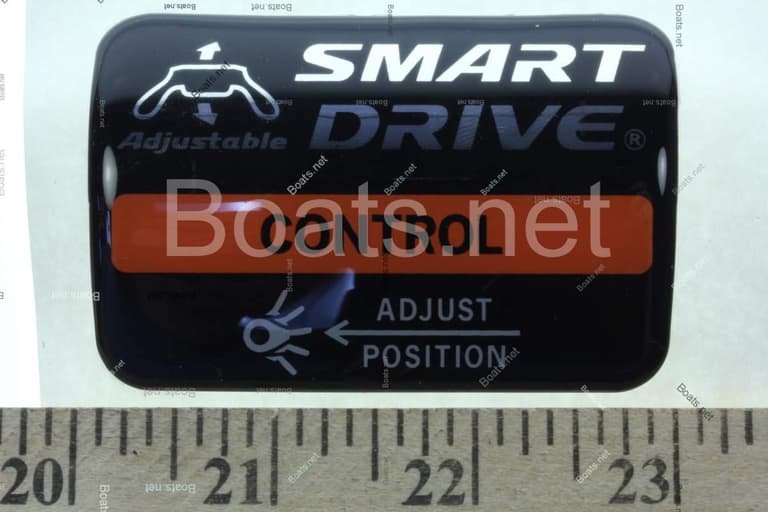 SMART
Adjustable DRIVE®
CONTROL
Boats.net
ADJUST
POSITION
20 21 22 23